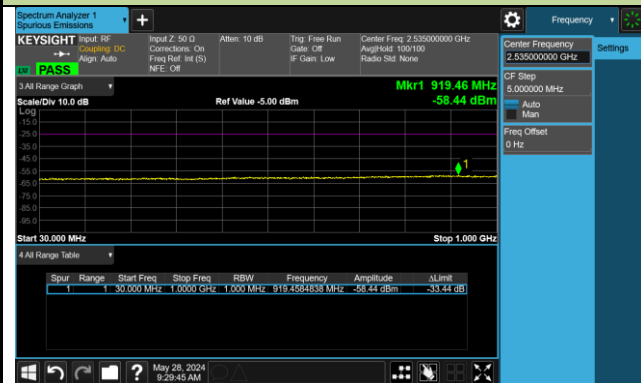 Spectrum Analyzer 1
Spurious Emissions
Frequency
KEYSIGHT
Input: RF
Coupling: DC
Align: Auto
Input Z: 50 Ω
Corrections: On
Freq Ref: Int (S)
NFE: Off
Atten: 10 dB
Trig: Free Run
Gate: Off
IF Gain: Low
Center Freq: 2.535000000 GHz
Avg|Hold: 100/100
Radio Std: None
PASS
Center Frequency
2.535000000 GHz
Settings
CF Step
5.000000 MHz
Auto
Man
Freq Offset
0 Hz
3 All Range Graph
Mkr1 919.46 MHz
Scale/Div 10.0 dB
Ref Value -5.00 dBm
-58.44 dBm
Log
-15.0
-25.0
-35.0
-45.0
-55.0
-65.0
-75.0
-85.0
-95.0
1
Start 30.000 MHz
Stop 1.000 GHz
4 All Range Table
Spur Range Start Freq Stop Freq RBW Frequency Amplitude ΔLimit
1 1 30.000 MHz 1.0000 GHz 1.000 MHz 919.4584838 MHz -58.44 dBm -33.44 dB
?
May 28, 2024
9:29:45 AM